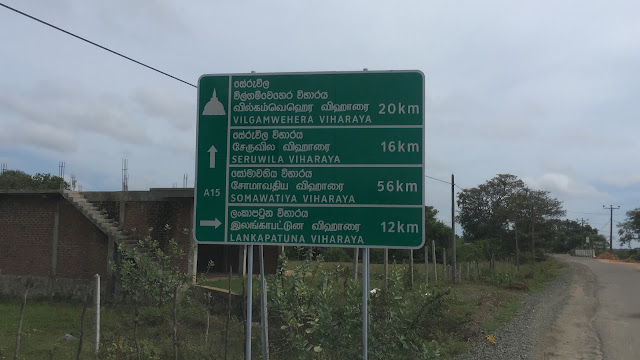 සේරුවිල
විල්ගම්වෙහෙර විහාරය
வில்கம்வெஹெர விஹாரை 20km
VILGAMWEHERA VIHARAYA
සේරුවිල විහාරය
சேருவில விஹாரை 16km
SERUWILA VIHARAYA
සෝමාවතිය විහාරය
சோமாவதிய விஹாரை 56km
SOMAWATIYA VIHARAYA
A15
ලංකාපටුන විහාරය
இலங்காபட்டுன விஹாரை 12km
LANKAPATUNA VIHARAYA